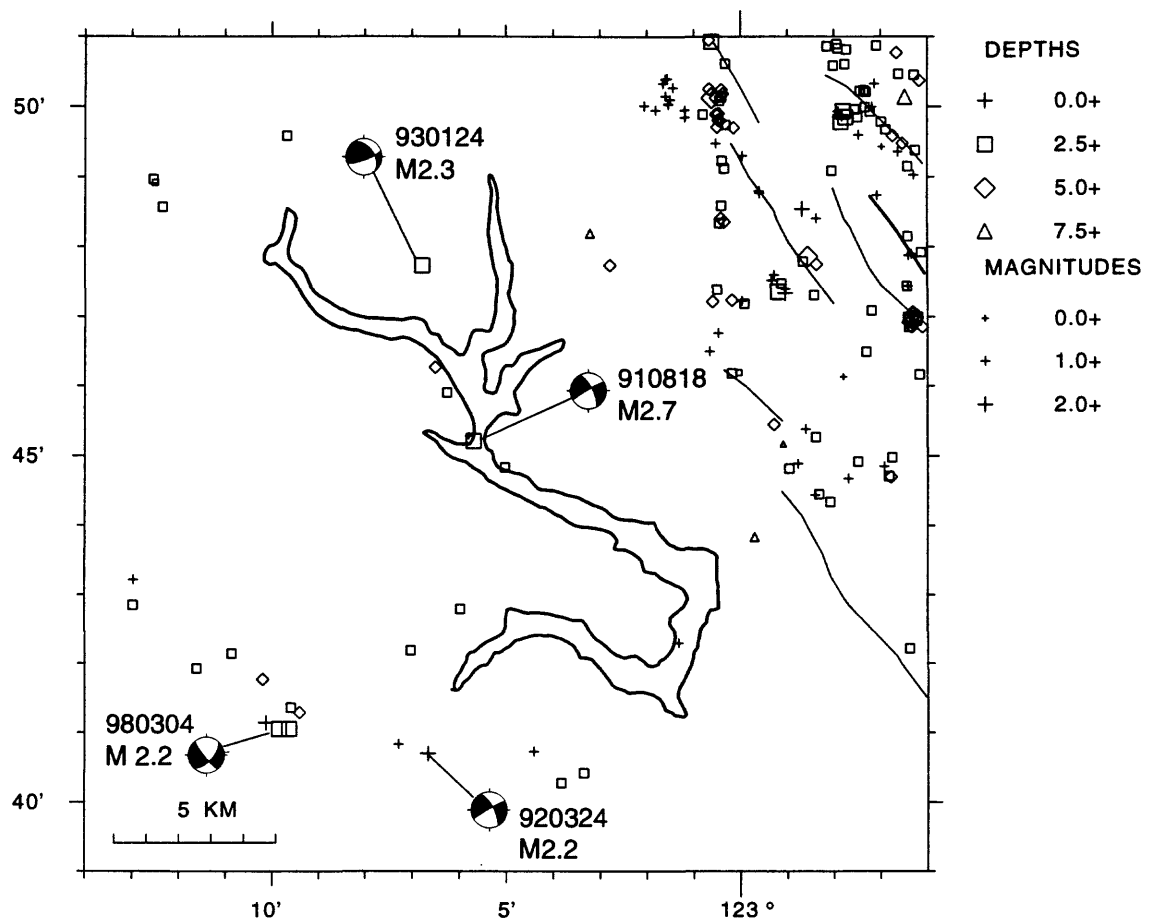 DEPTHS
50'
0.0+
930124
M2.3
2.5+
5.0+
7.5+
MAGNITUDES
0.0+
1.0+
910818
M2.7
2.0+
45'
980304
M 2.2
40'
5 KM
920324
M2.2
10'
5'
123 °